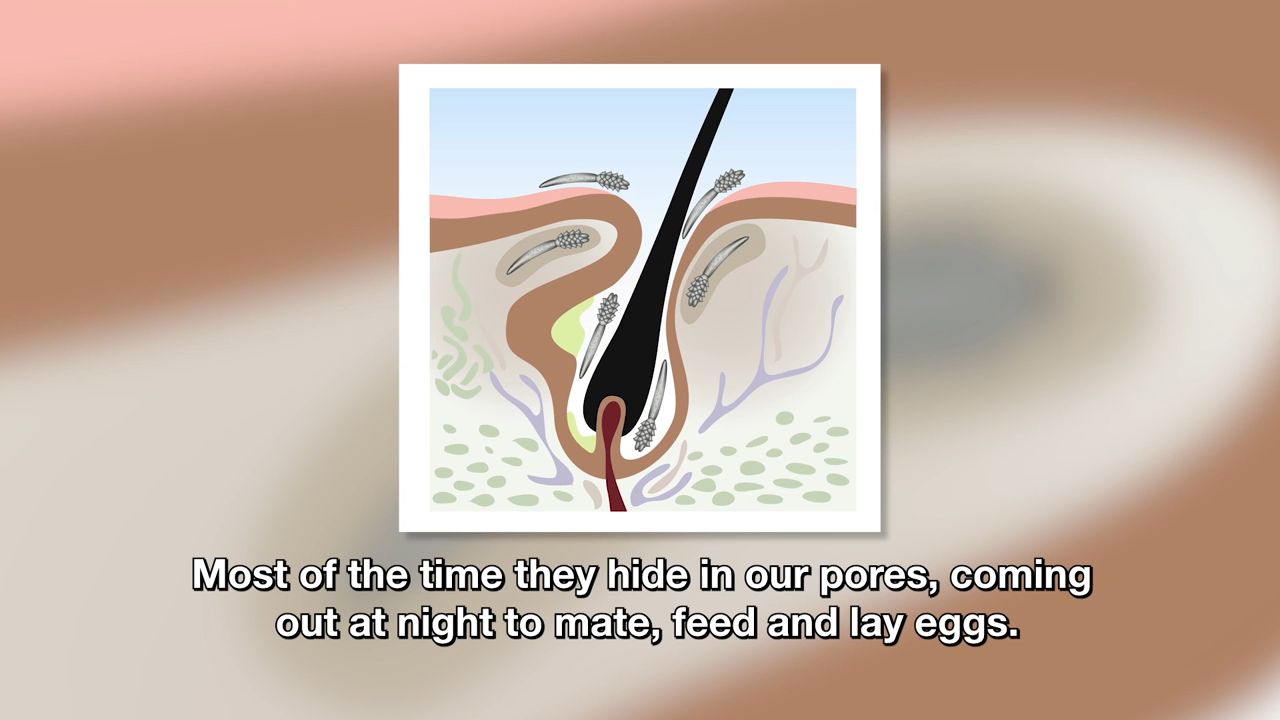 Most of the time they hide in our pores, coming
out at night to mate, feed and lay eggs.